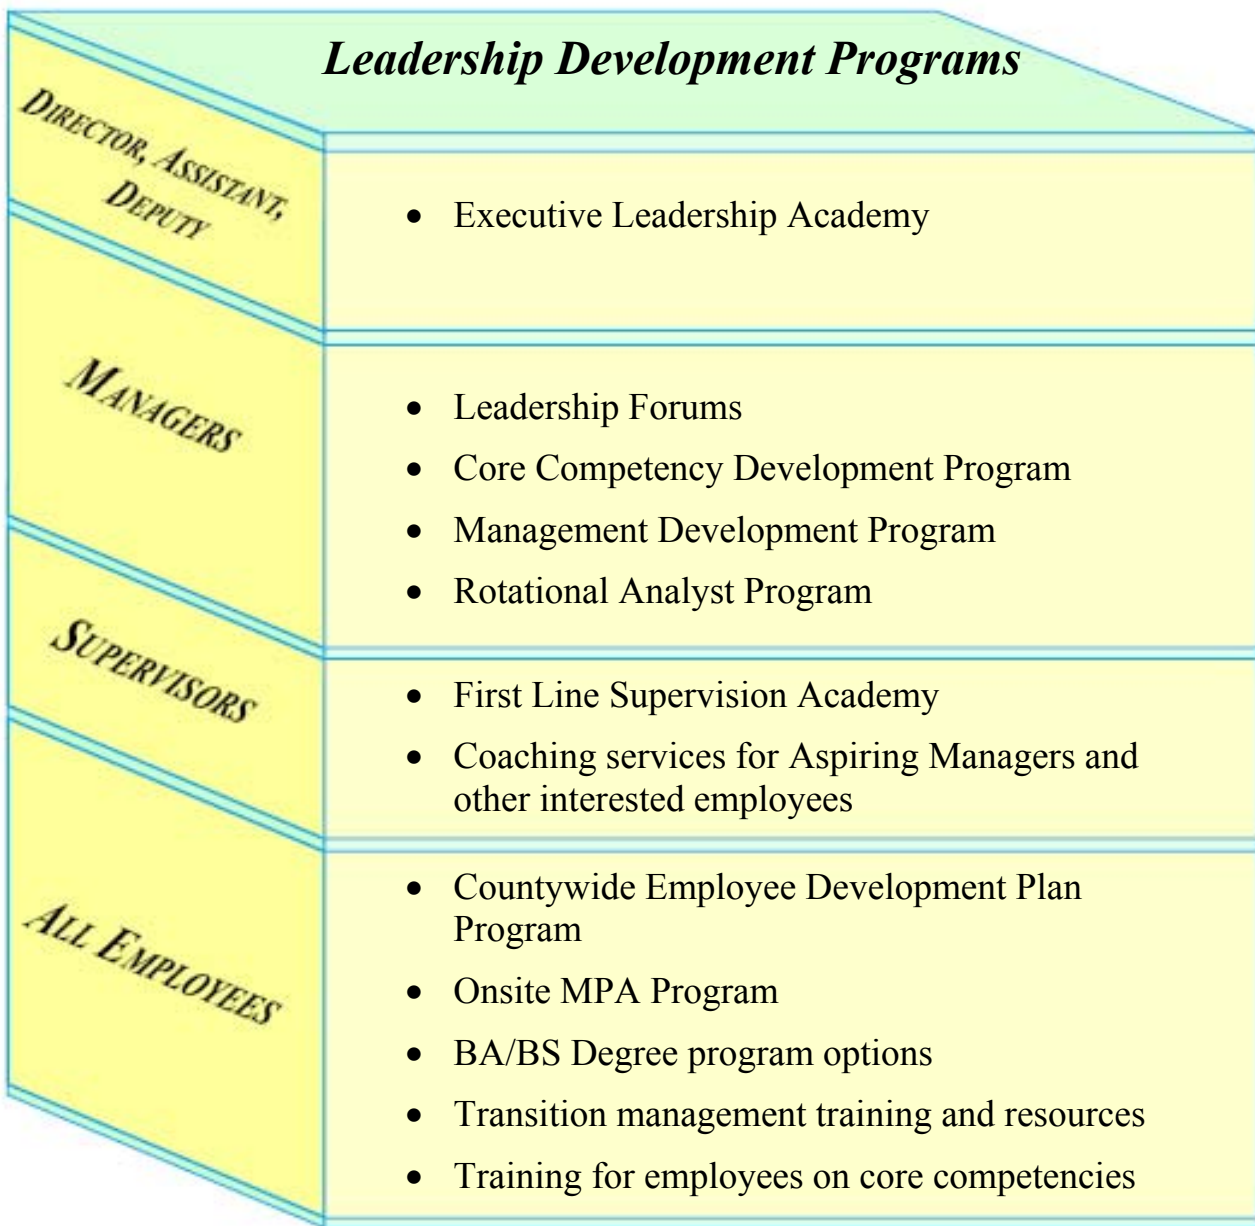 Leadership Development Programs
DIRECTOR, ASSISTANT,
DEPUTY
• Executive Leadership Academy
MANAGERS
• Leadership Forums
• Core Competency Development Program
• Management Development Program
• Rotational Analyst Program
SUPERVISORS
• First Line Supervision Academy
• Coaching services for Aspiring Managers and
other interested employees
ALL EMPLOYEES
• Countywide Employee Development Plan
Program
• Onsite MPA Program
• BA/BS Degree program options
• Transition management training and resources
• Training for employees on core competencies